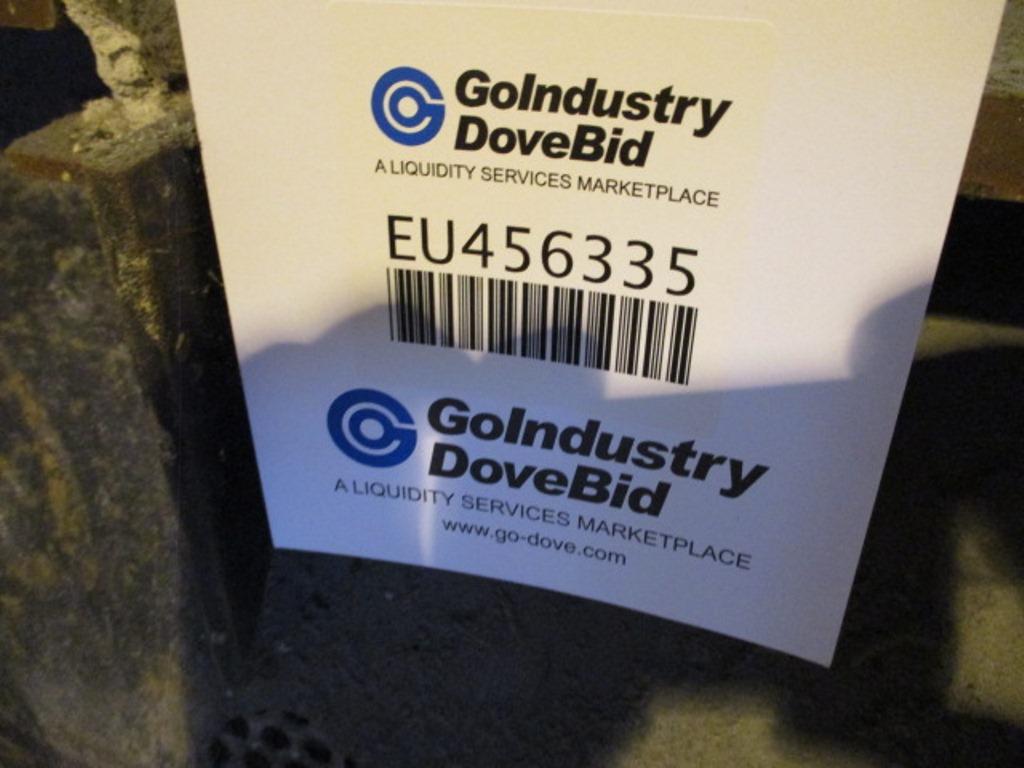 GoIndustry
DoveBid
A LIQUIDITY SERVICES MARKETPLACE
EU456335
GoIndustry
DoveBid
A LIQUIDITY SERVICES MARKETPLACE
www.go-dove.com